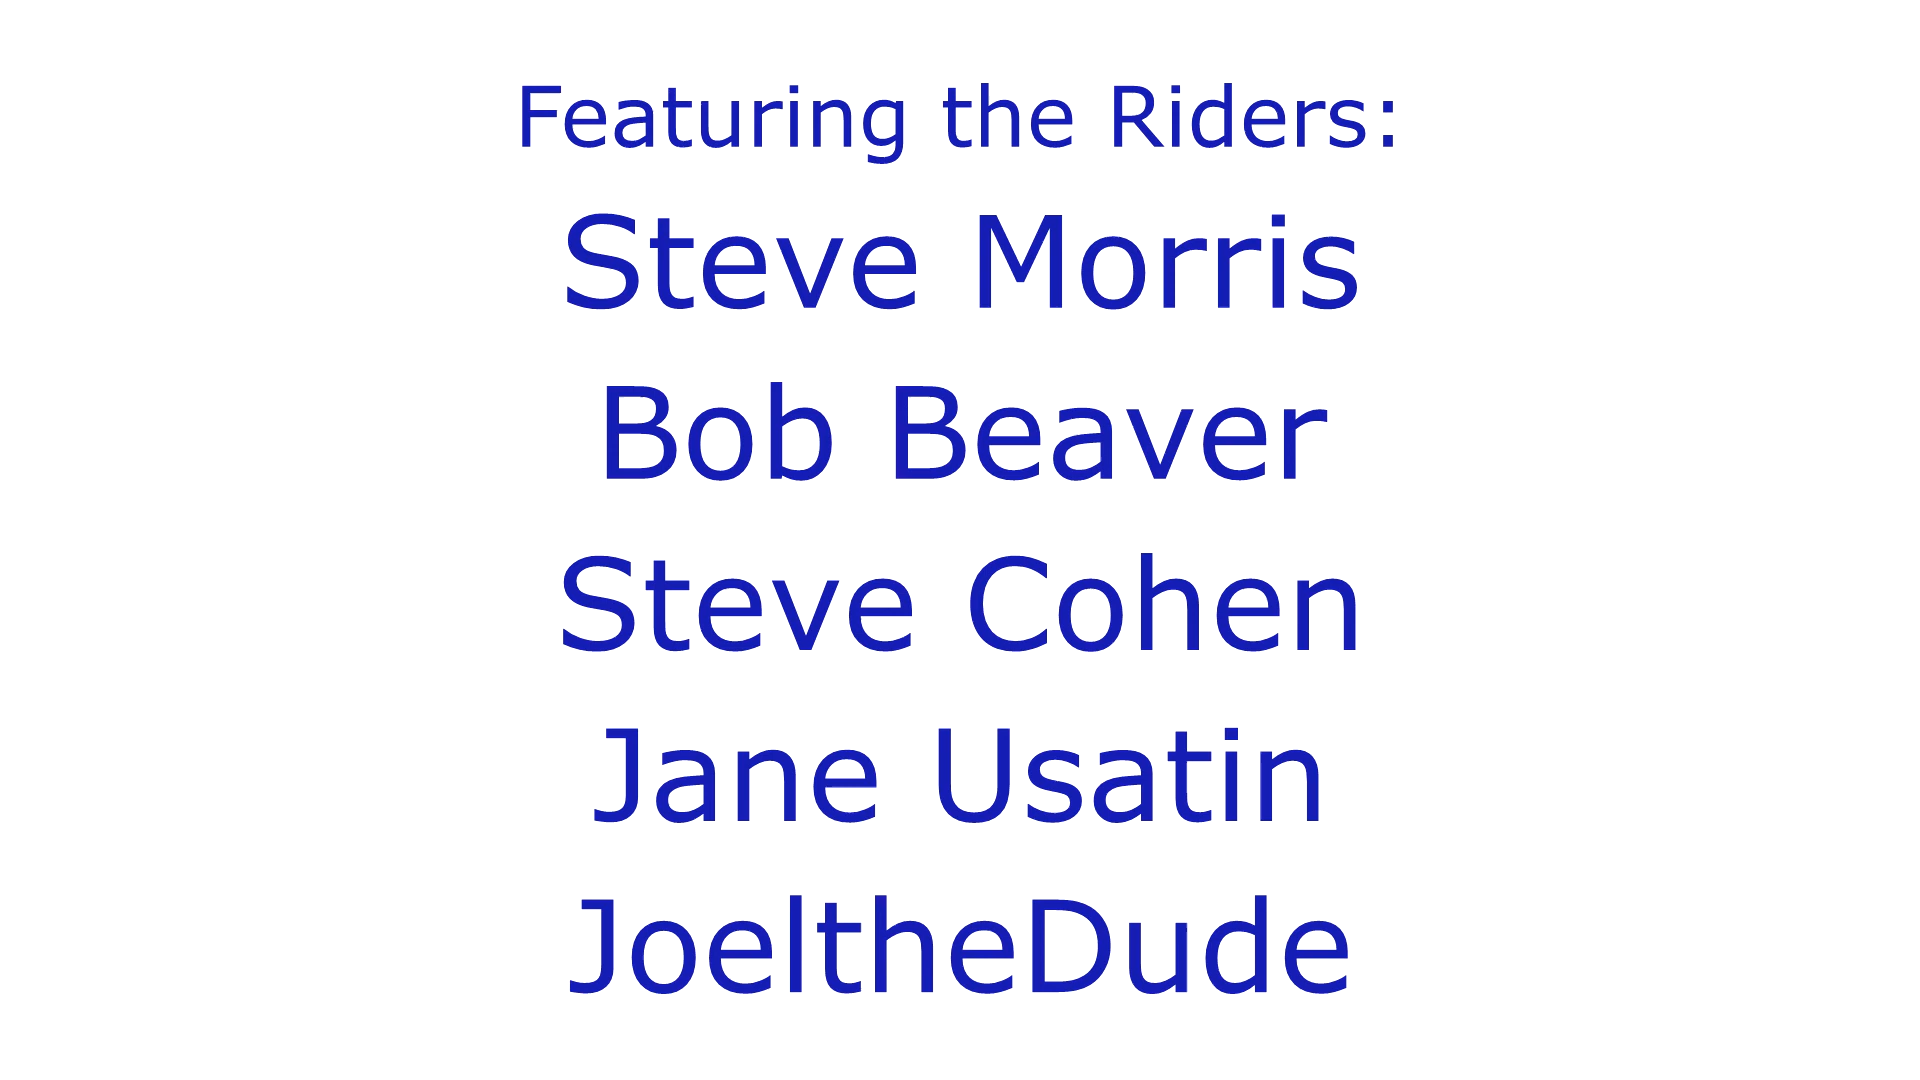 Featuring the Riders:
Steve Morris
Bob Beaver
Steve Cohen
Jane Usatin
JoeltheDude